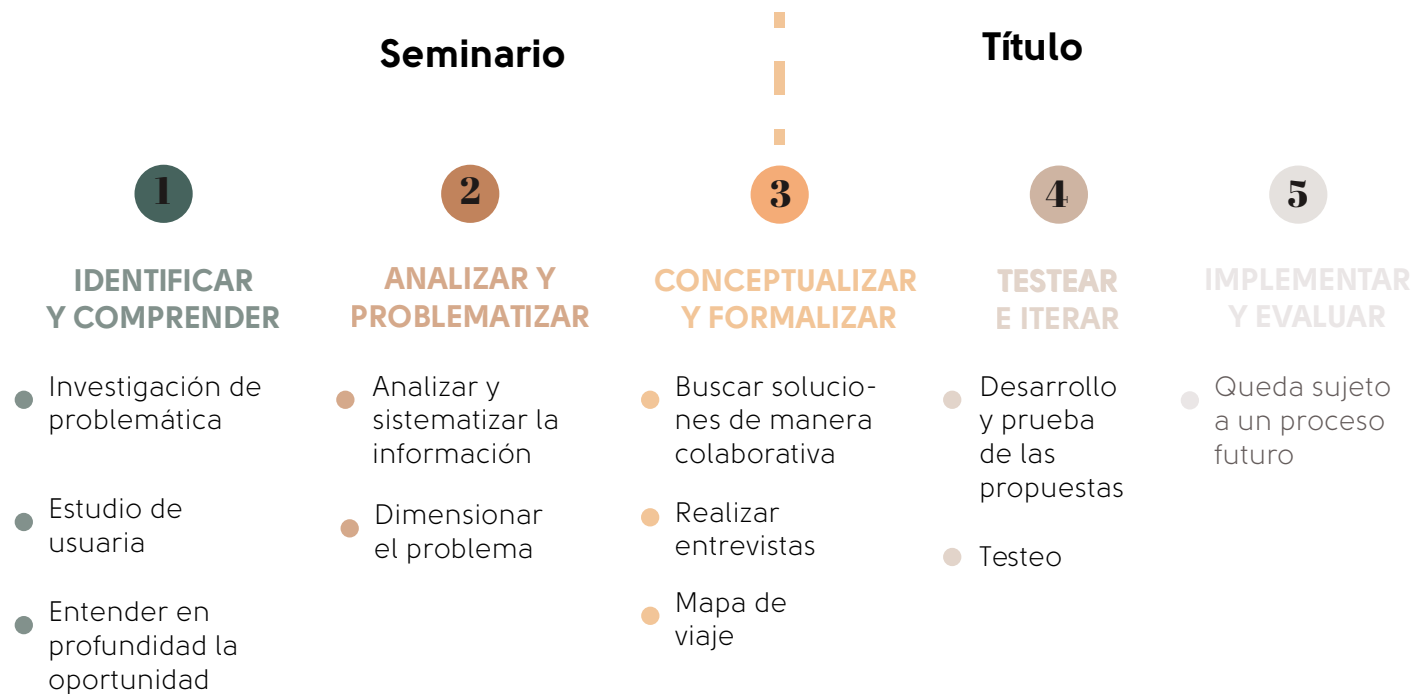 Seminario
Título
1
IDENTIFICAR
Y COMPRENDER
Investigación de
problemática
Estudio de
usuaria
Entender en
profundidad la
oportunidad
2
ANALIZAR Y
PROBLEMATIZAR
Analizar y
sistematizar la
información
Dimensionar
el problema
3
CONCEPTUALIZAR
Y FORMALIZAR
Buscar solucio-
nes de manera
colaborativa
Realizar
entrevistas
Mapa de
viaje
4
TESTEAR
E ITERAR
Desarrollo
y prueba
de las
propuestas
Testeo
5
IMPLEMENTAR
Y EVALUAR
Queda sujeto
a un proceso
futuro